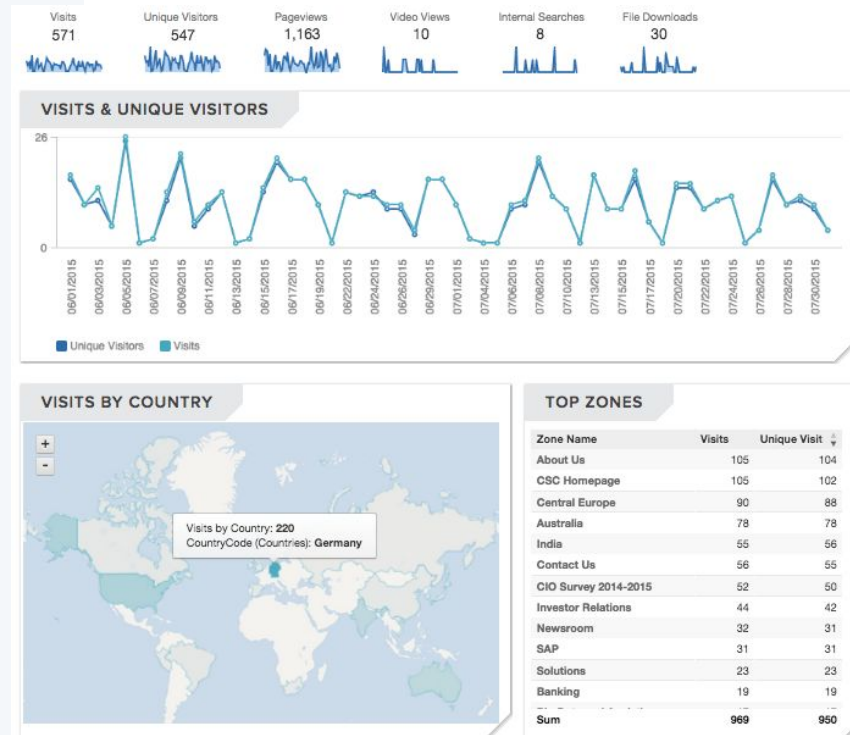 Visits Unique Visitors Pageviews Video Views Internal Searches File Downloads
571 547 1,163 10 8 30
VISITS & UNIQUE VISITORS
26
0
06/01/2015 06/03/2015 06/05/2015 06/07/2015 06/09/2015 06/11/2015 06/13/2015 06/15/2015 06/17/2015 06/19/2015 06/22/2015 06/24/2015 06/26/2015 06/29/2015 07/01/2015 07/04/2015 07/06/2015 07/08/2015 07/10/2015 07/13/2015 07/15/2015 07/17/2015 07/20/2015 07/22/2015 07/24/2015 07/26/2015 07/28/2015 07/30/2015
Unique Visitors Visits
VISITS BY COUNTRY
+
-
Visits by Country: 220
CountryCode (Countries): Germany
TOP ZONES
Zone Name Visits Unique Visit
About Us 105 104
CSC Homepage 105 102
Central Europe 90 88
Australia 78 78
India 55 56
Contact Us 56 55
CIO Survey 2014-2015 52 50
Investor Relations 44 42
Newsroom 32 31
SAP 31 31
Solutions 23 23
Banking 19 19
Sum 969 950